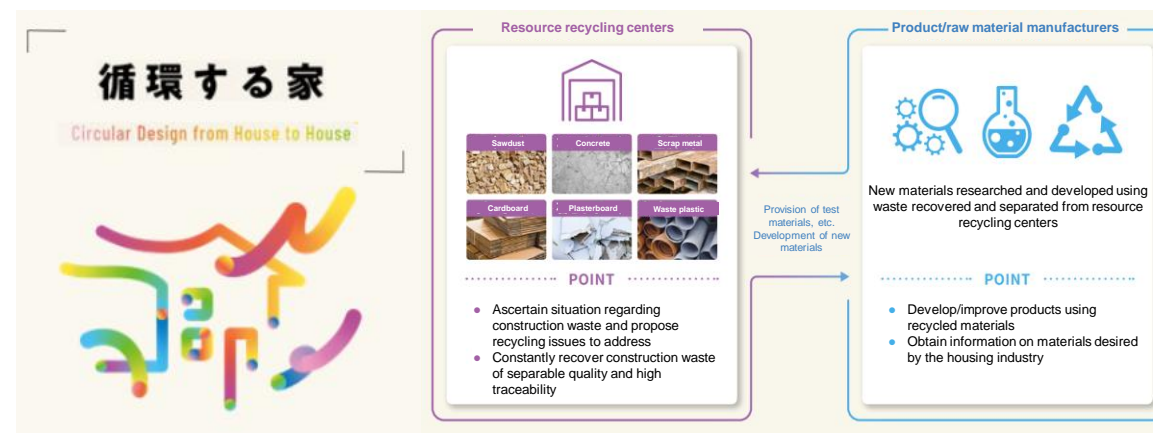 循環する家
Circular Design from House to House
Resource recycling centers
Sawdust
Concrete
Scrap metal
Cardboard
Plasterboard
Waste plastic
POINT
● Ascertain situation regarding
construction waste and propose
recycling issues to address
● Constantly recover construction waste
of separable quality and high
traceability
Provision of test
materials, etc.
Development of new
materials
Product/raw material manufacturers
New materials researched and developed using
waste recovered and separated from resource
recycling centers
POINT
● Develop/improve products using
recycled materials
● Obtain information on materials desired
by the housing industry